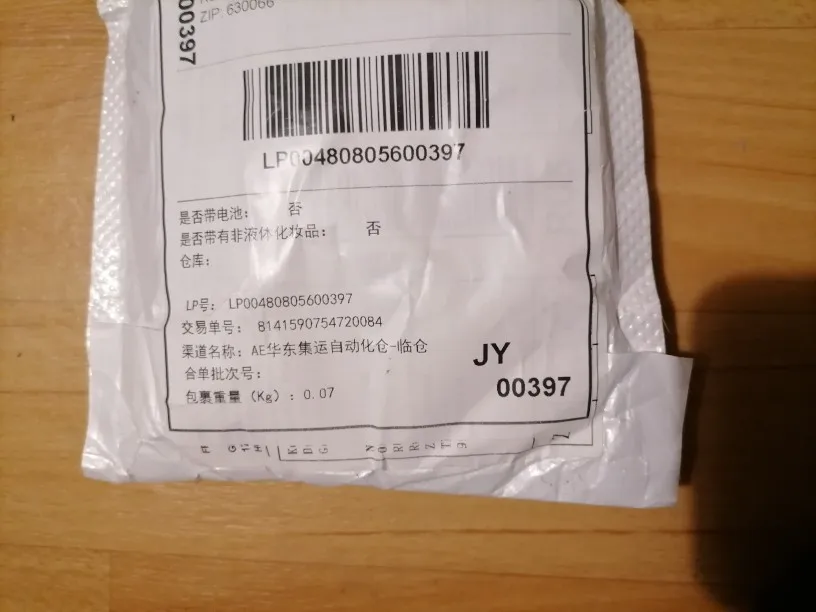 00397
ZIP: 630066
LP00480805600397
是否带电池： 否
是否带有非液体化妆品： 否
仓库：
LP号： LP00480805600397
交易单号： 8141590754720084
渠道名称： AE华东集运自动化仓-临仓
合单批次号：
包裹重量（Kg）：0.07
JY
00397